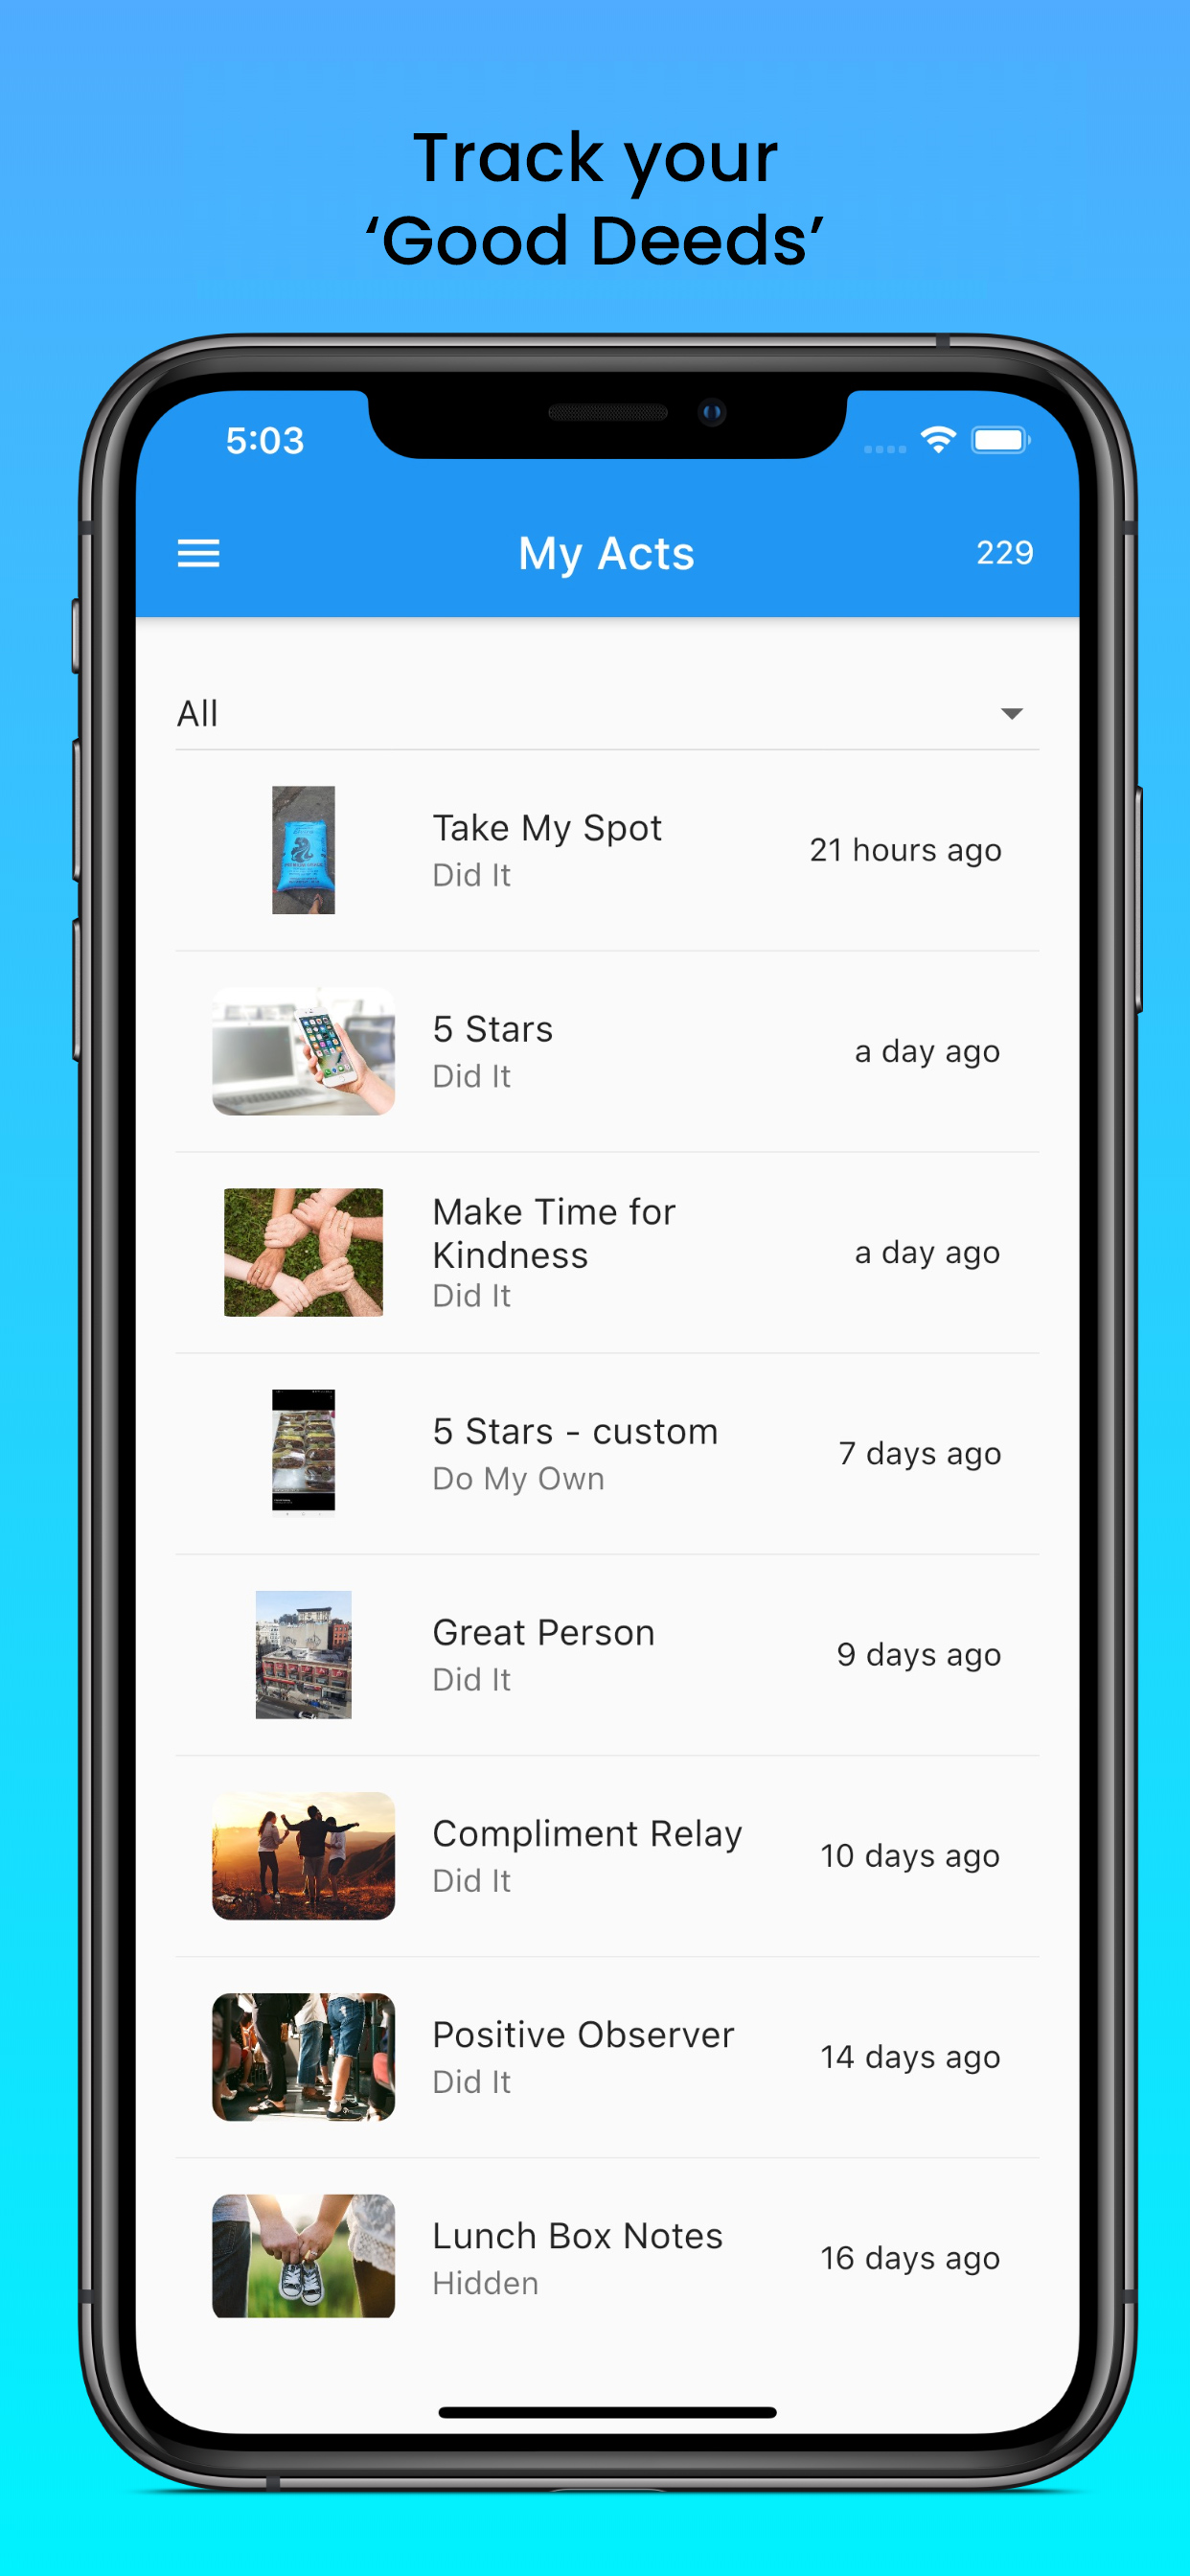 Track your
‘Good Deeds’
5:03
My Acts
229
All
Take My Spot
Did It
21 hours ago
5 Stars
Did It
a day ago
Make Time for
Kindness
Did It
a day ago
5 Stars - custom
Do My Own
7 days ago
Great Person
Did It
9 days ago
Compliment Relay
Did It
10 days ago
Positive Observer
Did It
14 days ago
Lunch Box Notes
Hidden
16 days ago